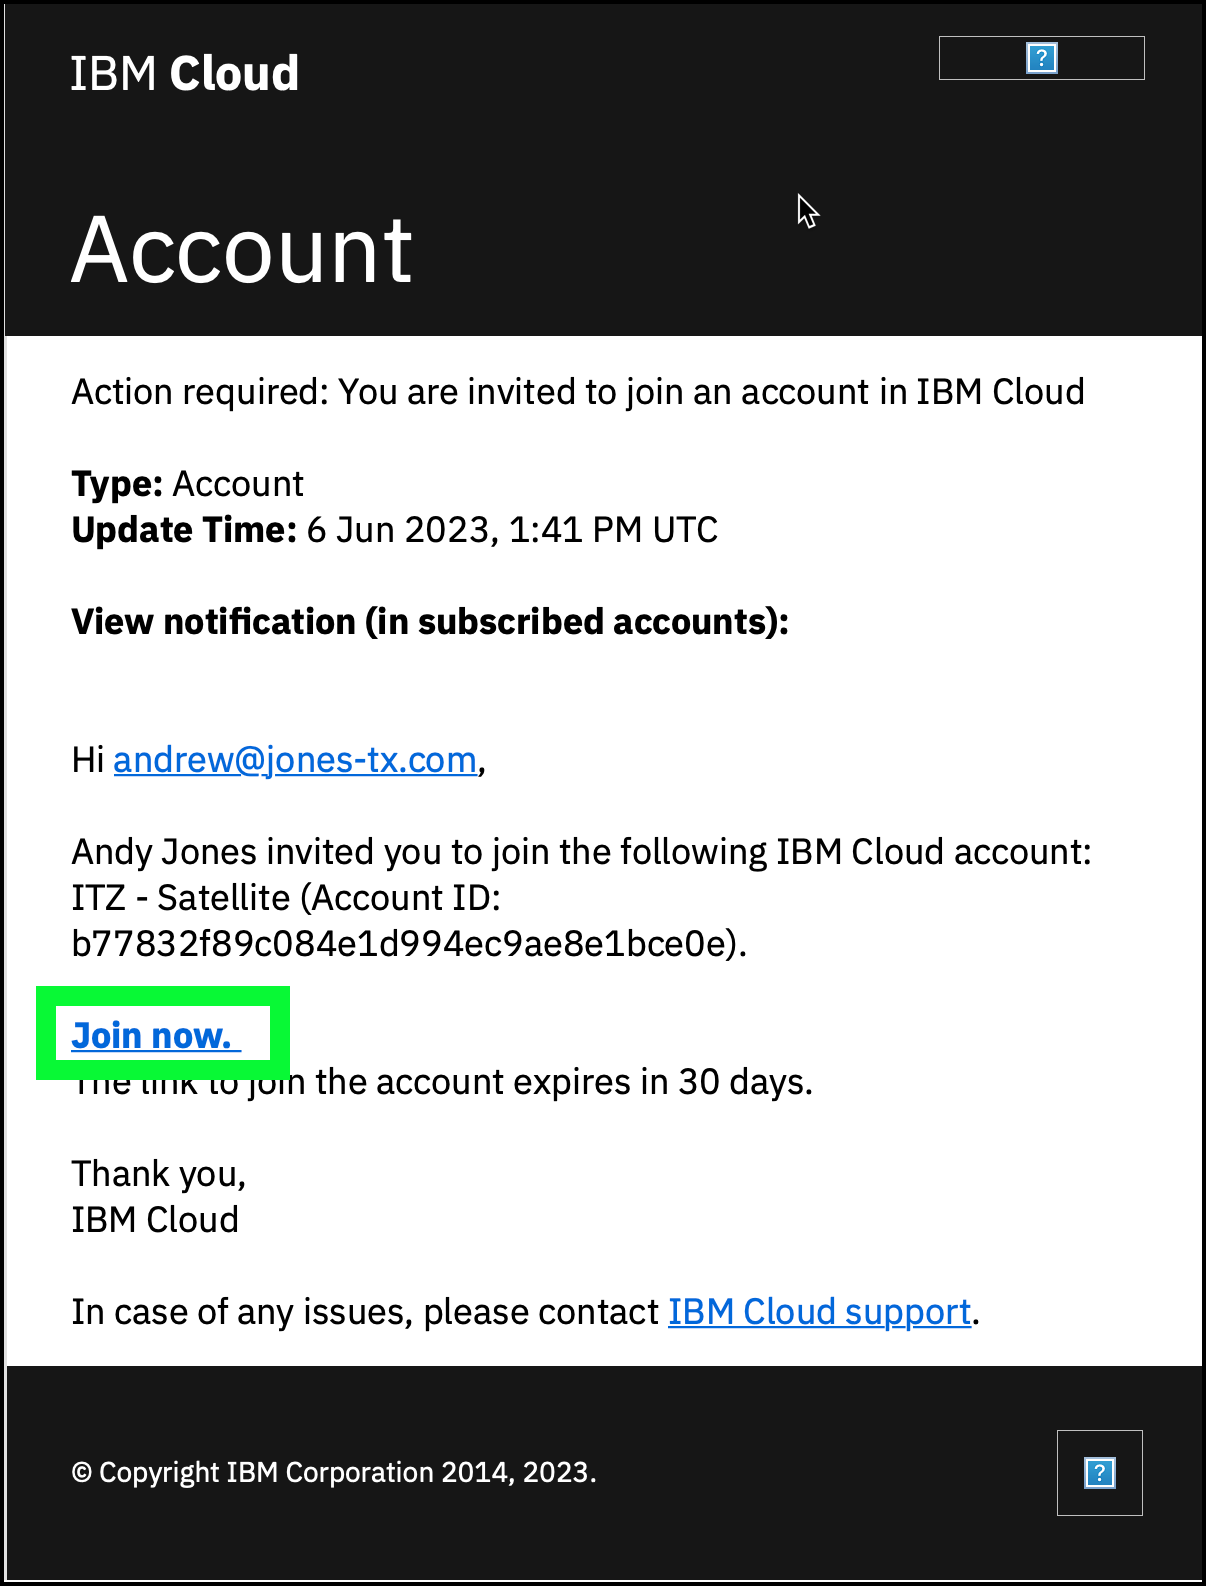 IBM Cloud
Account
Action required: You are invited to join an account in IBM Cloud
Type: Account
Update Time: 6 Jun 2023, 1:41 PM UTC
View notification (in subscribed accounts):
Hi andrew@jones-tx.com,
Andy Jones invited you to join the following IBM Cloud account:
ITZ - Satellite (Account ID:
b77832f89c084e1d994ec9ae8e1bce0e).
Join now.
The link to join the account expires in 30 days.
Thank you,
IBM Cloud
In case of any issues, please contact IBM Cloud support.
© Copyright IBM Corporation 2014, 2023.